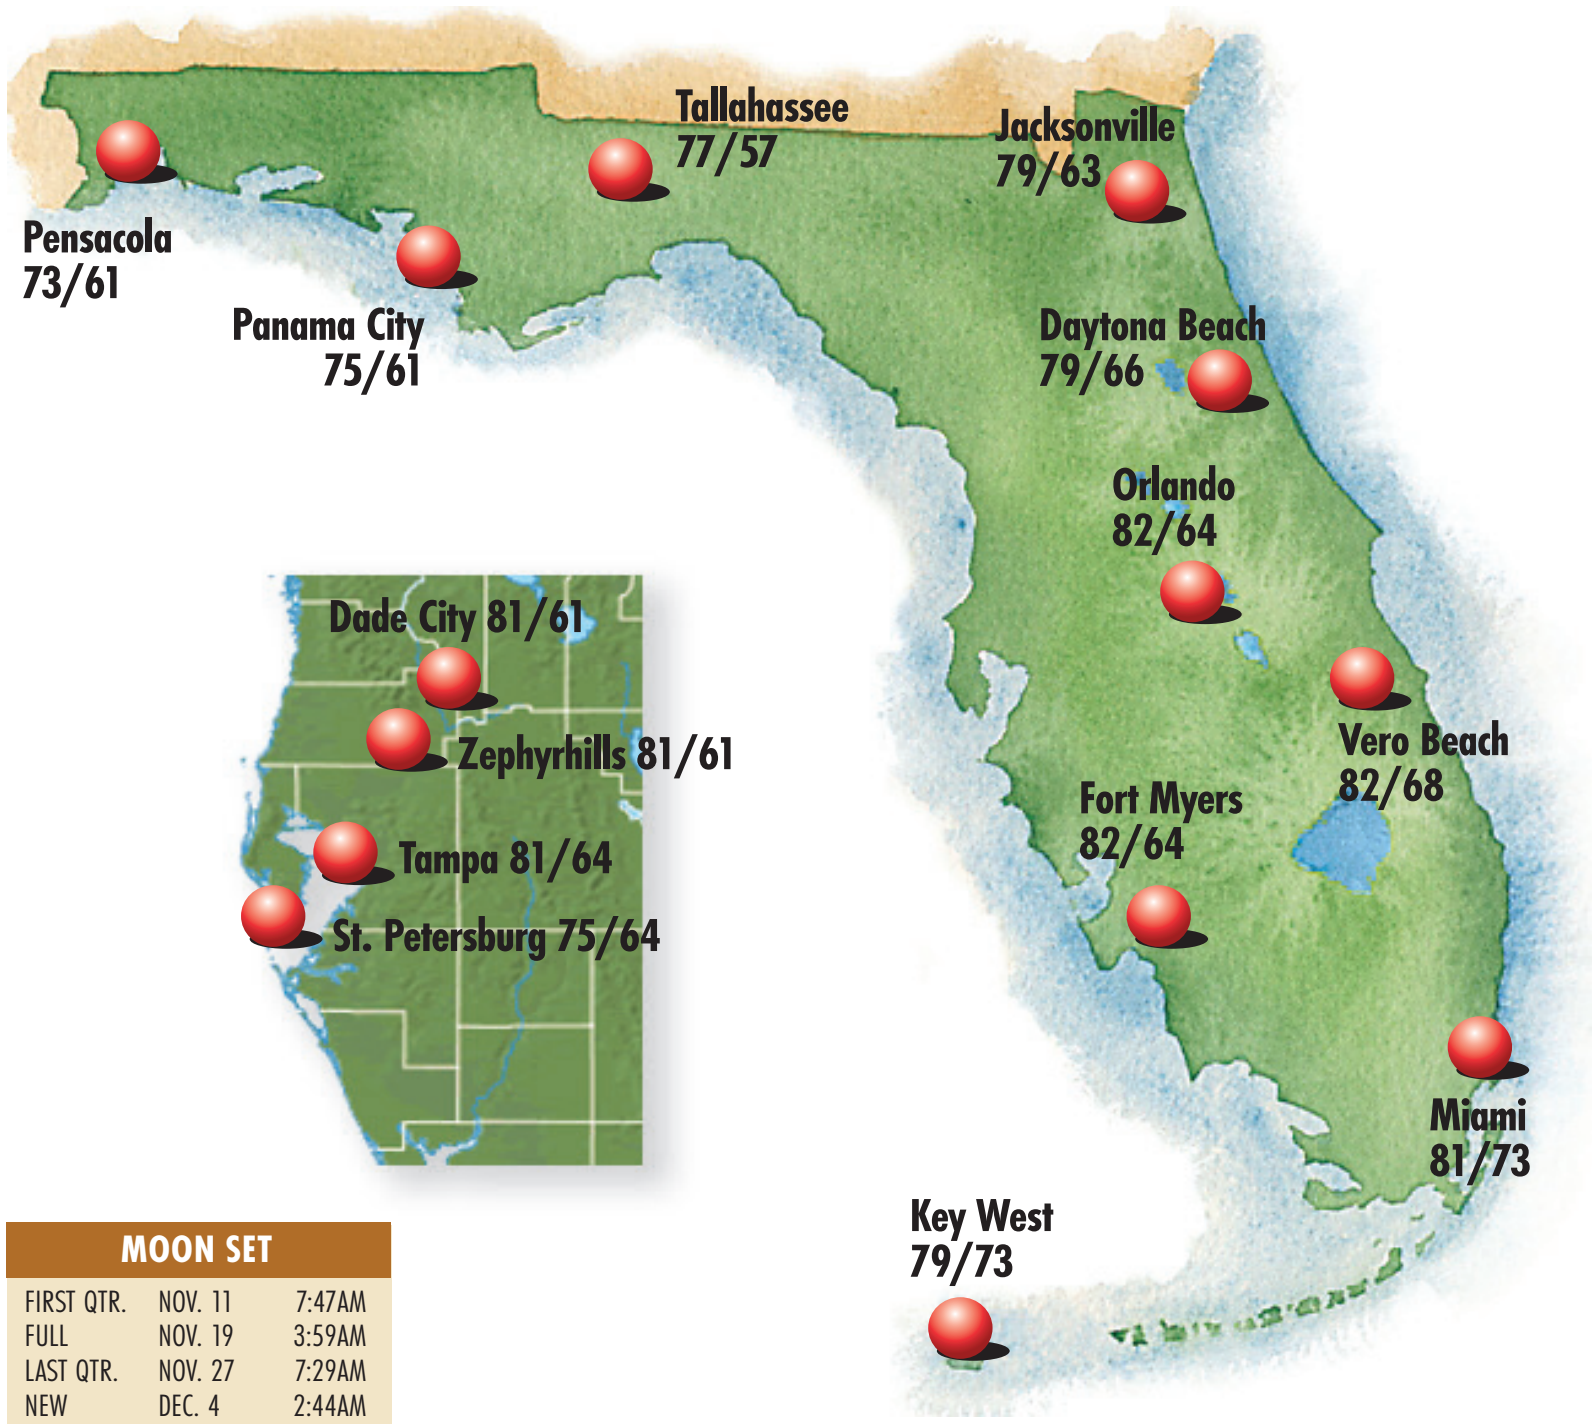 Tallahassee
77/57
Jacksonville
79/63
Pensacola
73/61
Panama City
75/61
Daytona Beach
79/66
Orlando
82/64
Dade City 81/61
Zephyrhills 81/61
Tampa 81/64
St. Petersburg 75/64
Vero Beach
82/68
Fort Myers
82/64
Miami
81/73
Key West
79/73
MOON SET
FIRST QTR. NOV. 11 7:47AM
FULL NOV. 19 3:59AM
LAST QTR. NOV. 27 7:29AM
NEW DEC. 4 2:44AM